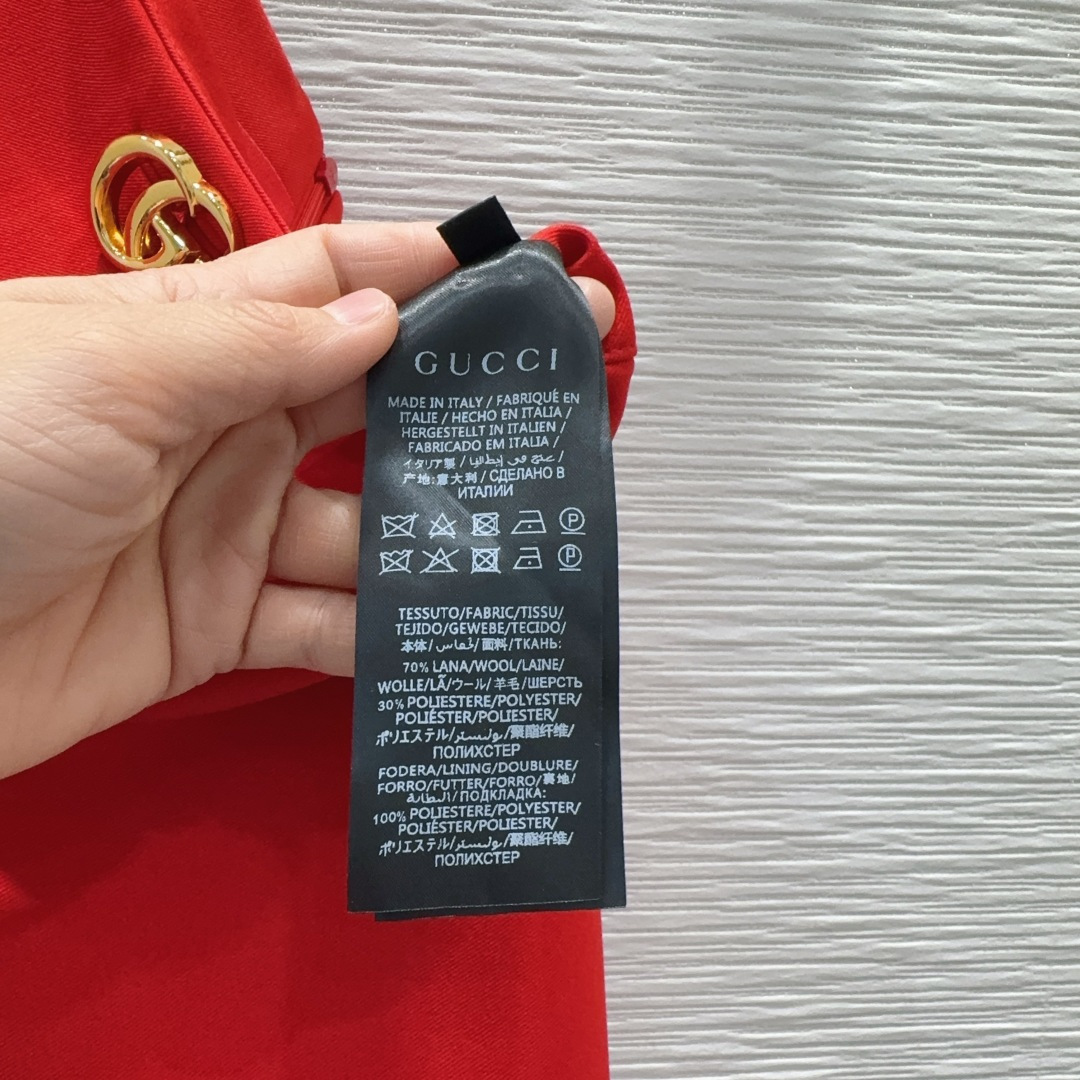 GUCCI
MADE IN ITALY / FABRIQUÉ EN
ITALIE / HECHO EN ITALIA /
HERGESTELLT IN ITALIEN /
FABRICADO EM ITALIA /
イタリア製 / في إيطاليا /
产地:意大利 / СДЕЛАНО В
ИТАЛИИ
P
P
TESSUTO/FABRIC/TISSU/
TEJIDO/GEWEBE/TECIDO/
本体/قماس/面料/ТКАНЬ:
70% LANA/WOOL/LAINE/
WOLLE/LÃ/ウール/羊毛/ШЕРСТЬ
30% POLIESTERE/POLYESTER/
POLIÉSTER/POLIESTER/
ポリエステル/بوليستر/聚酯纤维/
ПОЛИХСТЕР
FODERA/LINING/DOUBLURE/
FORRO/FUTTER/FORRO/裏地/
البطانة/ПОДКЛАДКА:
100% POLIESTERE/POLYESTER/
POLIÉSTER/POLIESTER/
ポリエステル/بوليستر/聚酯纤维/
ПОЛИХСТЕР